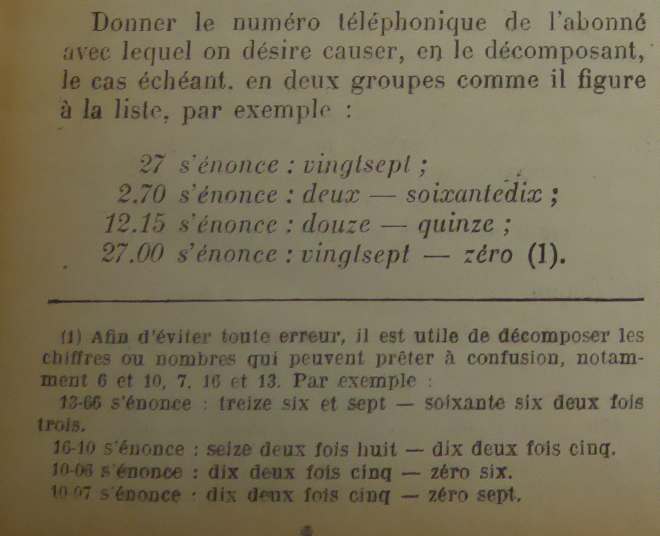 Donner le numéro téléphonique de l'abonné
avec lequel on désire causer, en le décomposant,
le cas échéant, en deux groupes comme il figure
à la liste, par exemple :
27 s'énonce : vingtsept ;
2.70 s'énonce : deux — soixantedix ;
12.15 s'énonce : douze — quinze ;
27.00 s'énonce : vingtsept — zéro (1).
(1) Afin d'éviter toute erreur, il est utile de décomposer les
chiffres ou nombres qui peuvent prêter à confusion, notam-
ment 6 et 10, 7, 16 et 13. Par exemple :
13-66 s'énonce : treize six et sept — soixante six deux fois
trois.
16-10 s'énonce : seize deux fois huit — dix deux fois cinq.
10-06 s'énonce : dix deux fois cinq — zéro six.
10-07 s'énonce : dix deux fois cinq — zéro sept.